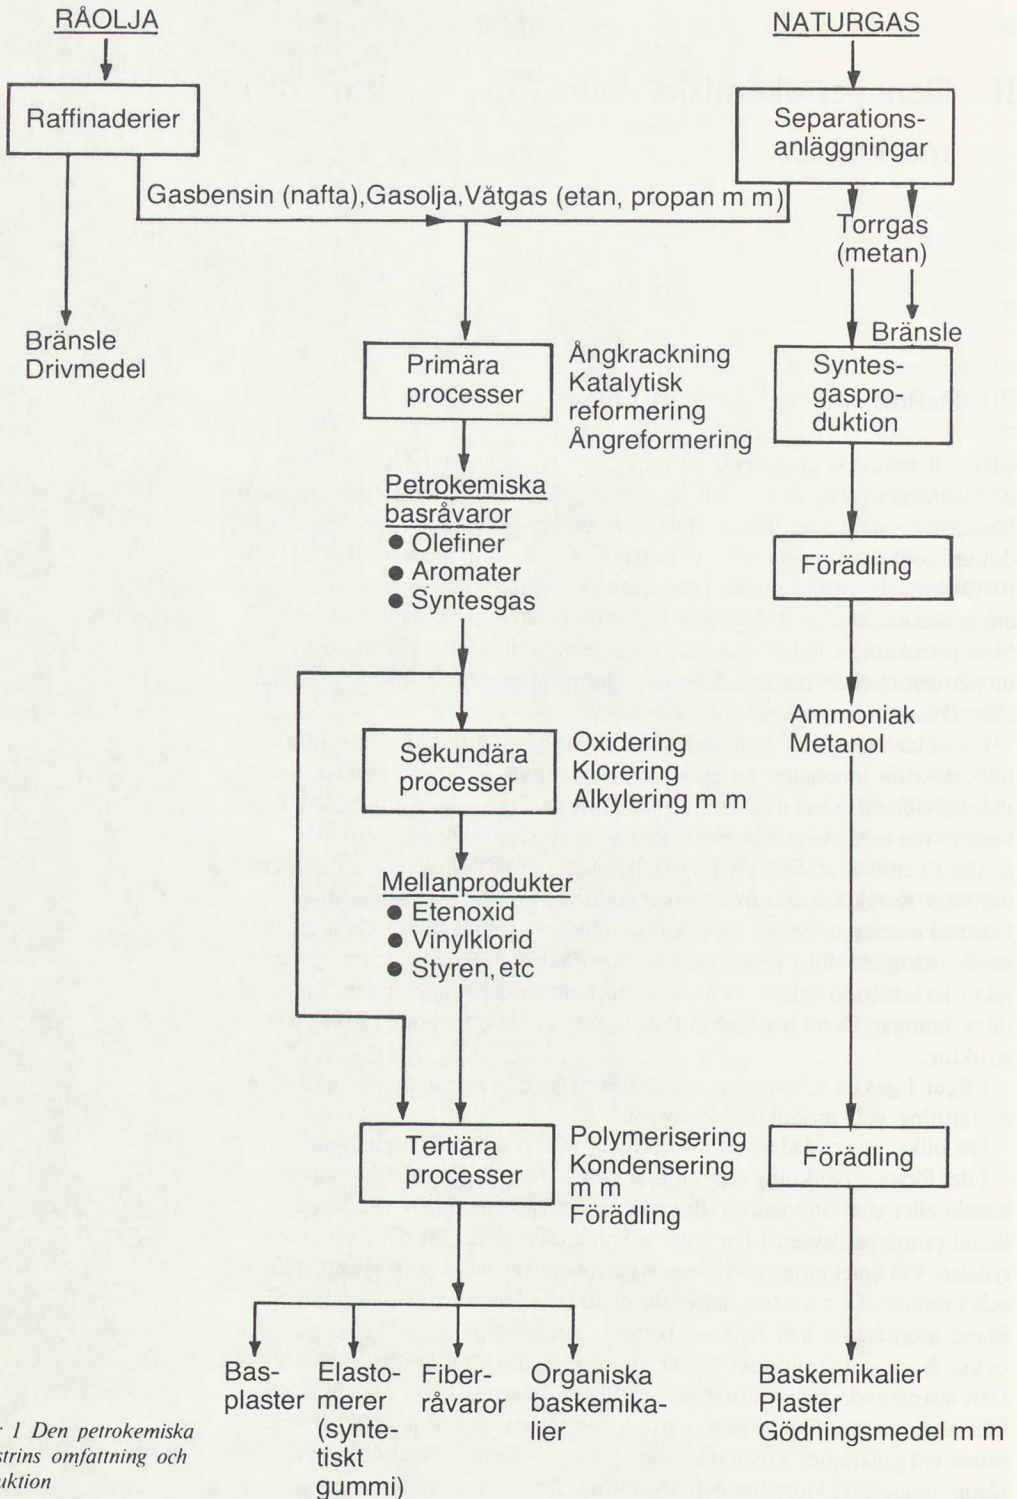 RÅOLJA
NATURGAS
Raffinaderier
Separations-
anläggningar
Gasbensin (nafta), Gasolja, Våtgas (etan, propan m m)
Torrgas
(metan)
Bränsle
Drivmedel
Bränsle
Primära
processer
Ångkrackning
Katalytisk
reformering
Ångreformering
Syntes-
gaspro-
duktion
Petrokemiska
basråvaror
● Olefiner
● Aromater
● Syntesgas
Förädling
Ammoniak
Metanol
Sekundära
processer
Oxidering
Klorering
Alkylering m m
Mellanprodukter
● Etenoxid
● Vinylklorid
● Styren, etc
Tertiära
processer
Polymerisering
Kondensering
m m
Förädling
Förädling
Bas-
plaster
Elasto-
merer
(synte-
tiskt
gummi)
Fiber-
råvaror
Organiska
baskemika-
lier
Baskemikalier
Plaster
Gödningsmedel m m
1 Den petrokemiska
omfattning och